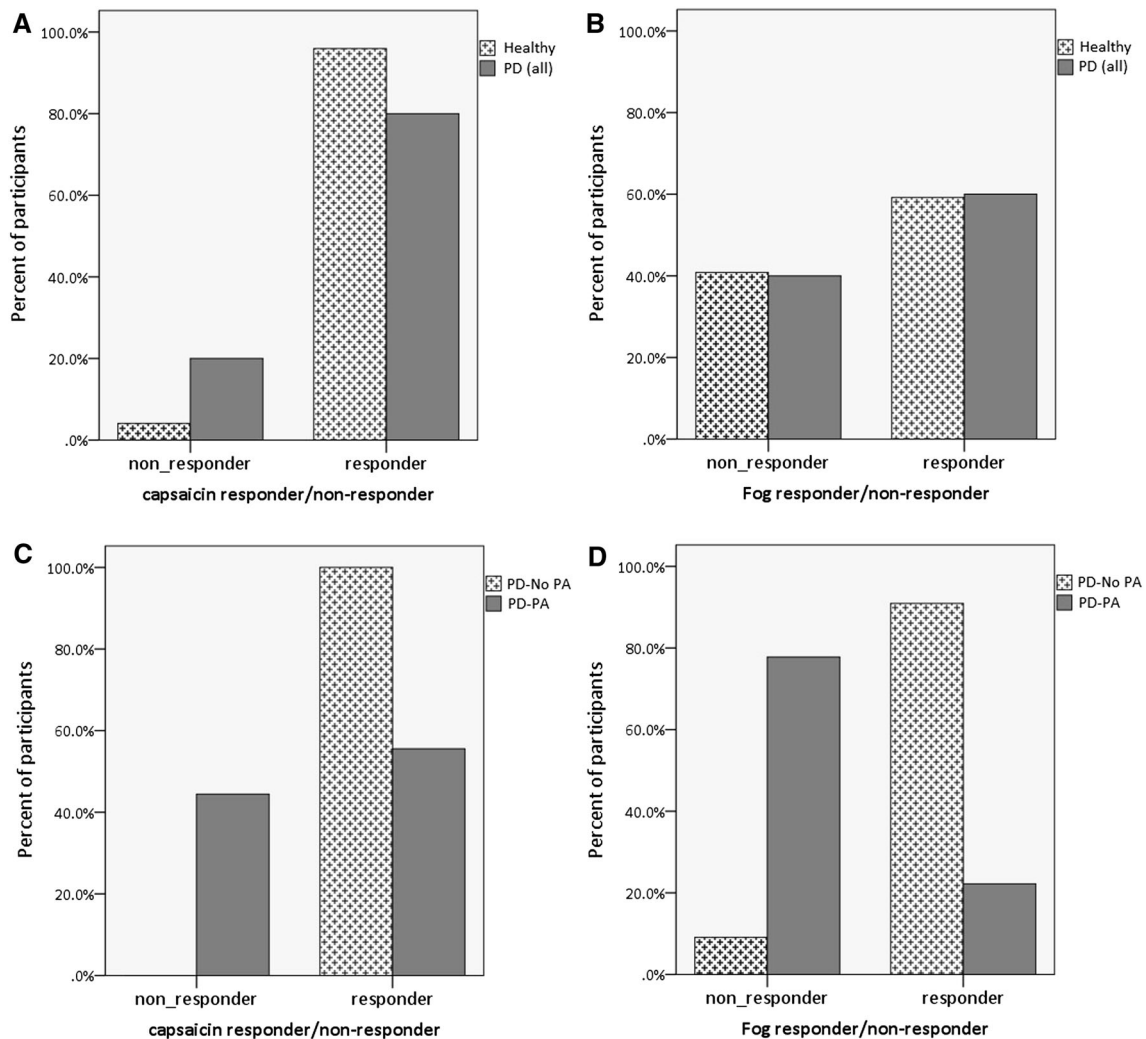 A
100.0%
80.0%
60.0%
40.0%
20.0%
.0%
Percent of participants
non_responder responder
capsaicin responder/non-responder
Healthy
PD (all)
B
100.0%
80.0%
60.0%
40.0%
20.0%
.0%
Percent of participants
non_responder responder
Fog responder/non-responder
Healthy
PD (all)
C
100.0%
80.0%
60.0%
40.0%
20.0%
.0%
Percent of participants
non_responder responder
capsaicin responder/non-responder
PD-No PA
PD-PA
D
100.0%
80.0%
60.0%
40.0%
20.0%
.0%
Percent of participants
non_responder responder
Fog responder/non-responder
PD-No PA
PD-PA